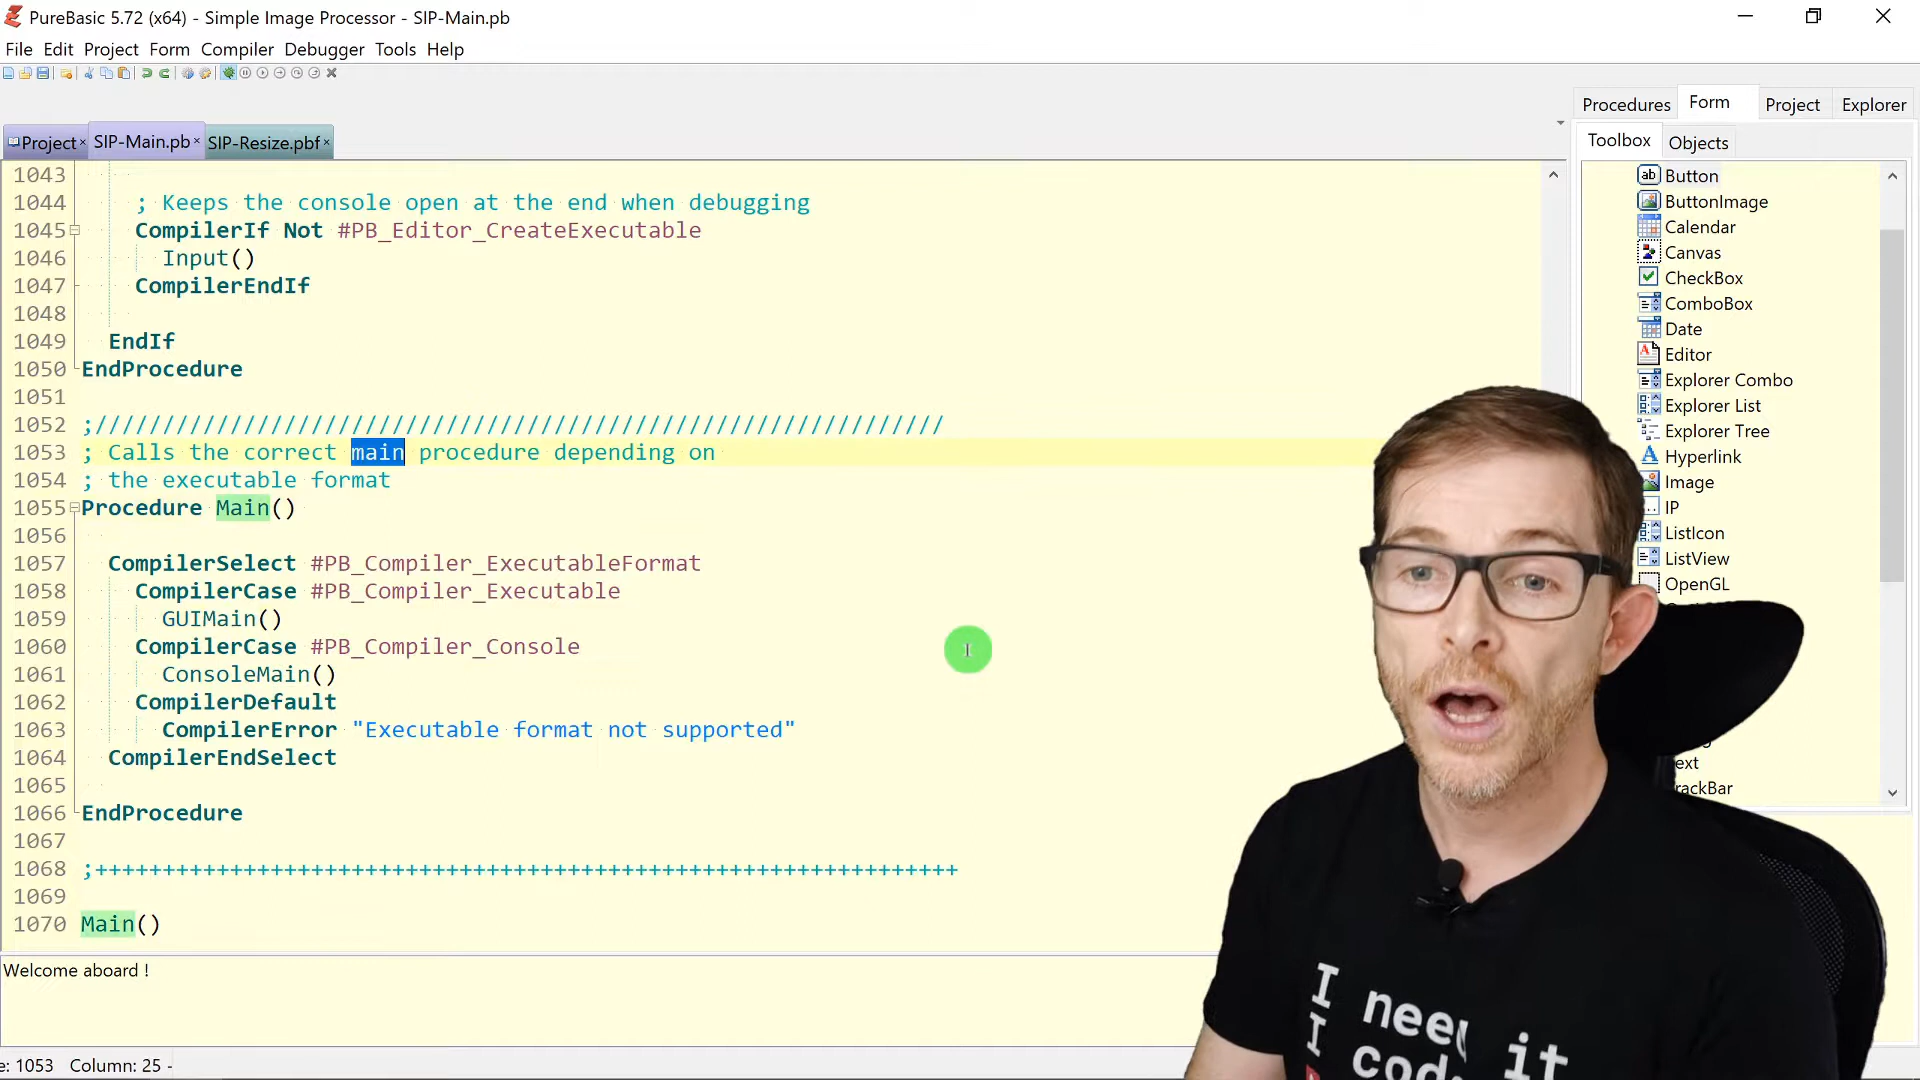 PureBasic 5.72 (x64) - Simple Image Processor - SIP-Main.pb
File Edit Project Form Compiler Debugger Tools Help
Procedures Form Project Explorer
Project SIP-Main.pb SIP-Resize.pbf
Toolbox Objects
1043
1044 ; Keeps the console open at the end when debugging
1045 CompilerIf Not #PB_Editor_CreateExecutable
1046 Input()
1047 CompilerEndIf
1048
1049 EndIf
1050 EndProcedure
1051
1052 ;///////////////////////////////////////////////////////////////
1053 ; Calls the correct main procedure depending on
1054 ; the executable format
1055 Procedure Main()
1056
1057 CompilerSelect #PB_Compiler_ExecutableFormat
1058 CompilerCase #PB_Compiler_Executable
1059 GUIMain()
1060 CompilerCase #PB_Compiler_Console
1061 ConsoleMain()
1062 CompilerDefault
1063 CompilerError "Executable format not supported"
1064 CompilerEndSelect
1065
1066 EndProcedure
1067
1068 ;++++++++++++++++++++++++++++++++++++++++++++++++++++++++++++++++
1069
1070 Main()
Button
ButtonImage
Calendar
Canvas
CheckBox
ComboBox
Date
Editor
Explorer Combo
Explorer List
Explorer Tree
Hyperlink
Image
IP
ListIcon
ListView
OpenGL
Welcome aboard !
e: 1053 Column: 25 -
I need it
I